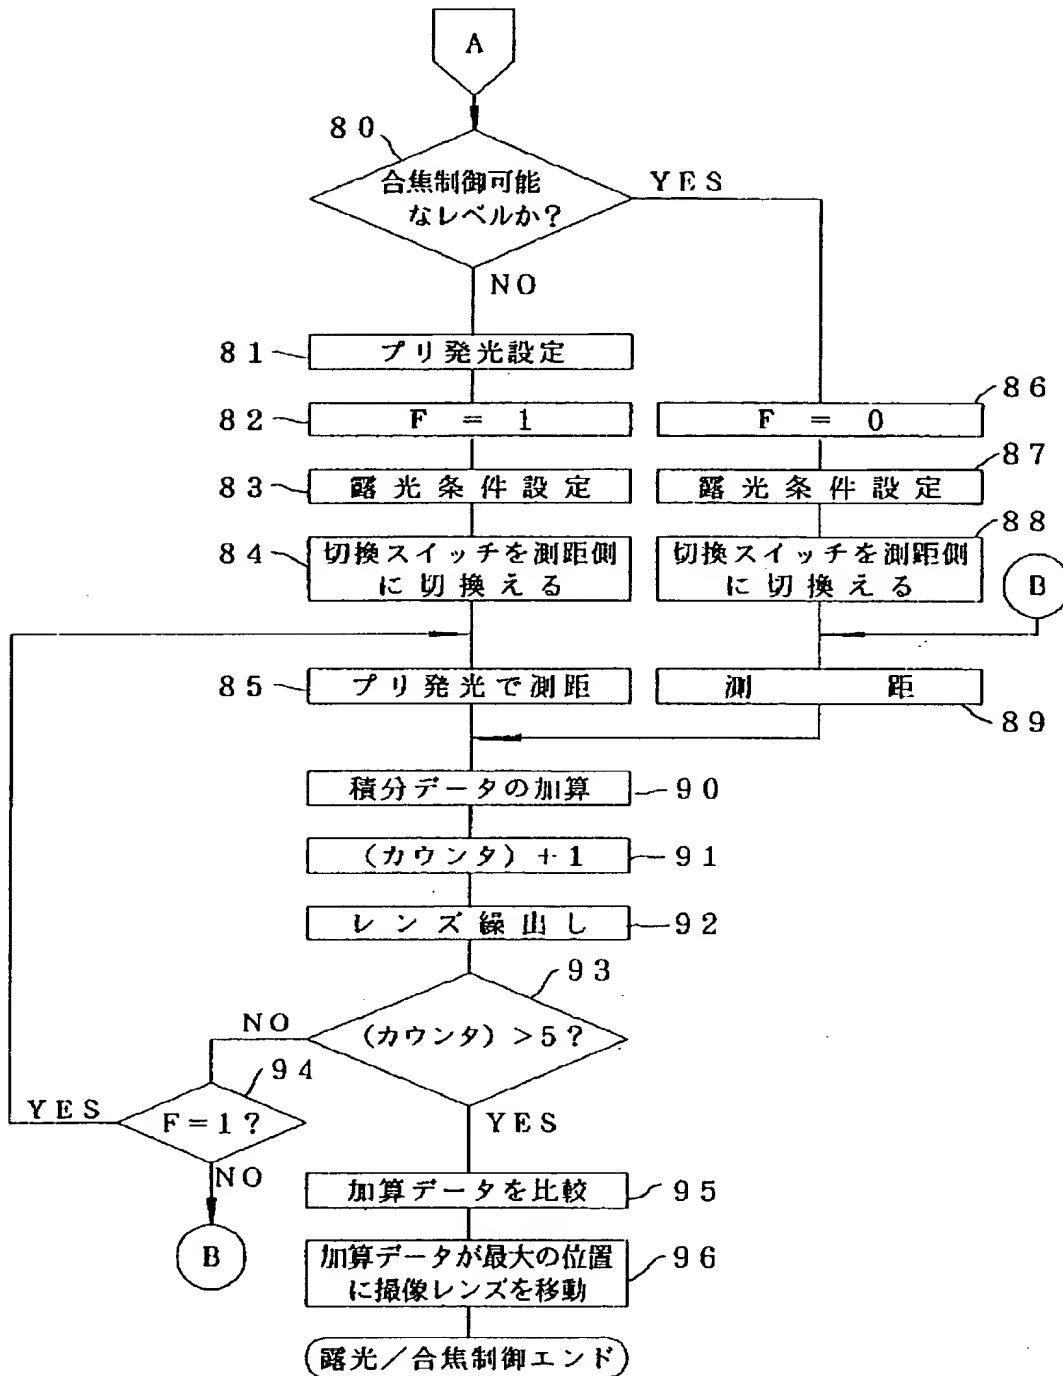 A
80
合焦制御可能
なレベルか?
YES
NO
81
プリ発光設定
86
82
F = 1
F = 0
87
83
露光条件設定
露光条件設定
88
84
切換スイッチを測距側
に切換える
切換スイッチを測距側
に切換える
B
85
プリ発光で測距
測距
89
積分データの加算
90
(カウンタ)+1
91
レンズ繰出し
92
93
(カウンタ)>5?
NO
94
YES
F=1?
YES
NO
B
加算データを比較
95
加算データが最大の位置
に撮像レンズを移動
96
露光/合焦制御エンド